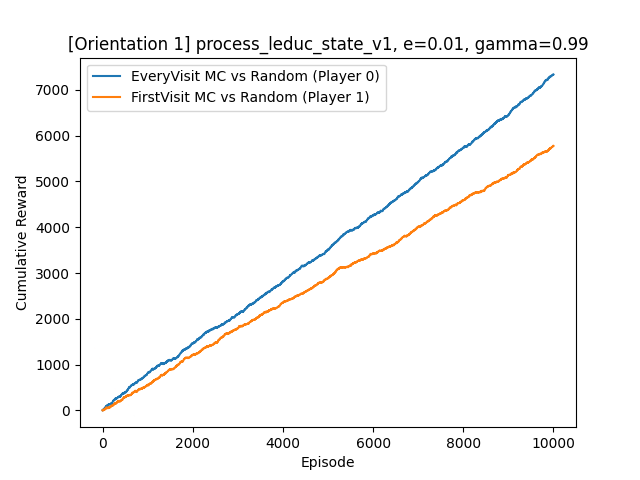 [Orientation 1] process_leduc_state_v1, e=0.01, gamma=0.99
EveryVisit MC vs Random (Player 0)
FirstVisit MC vs Random (Player 1)
7000
6000
5000
4000
3000
2000
1000
0
Cumulative Reward
0 2000 4000 6000 8000 10000
Episode